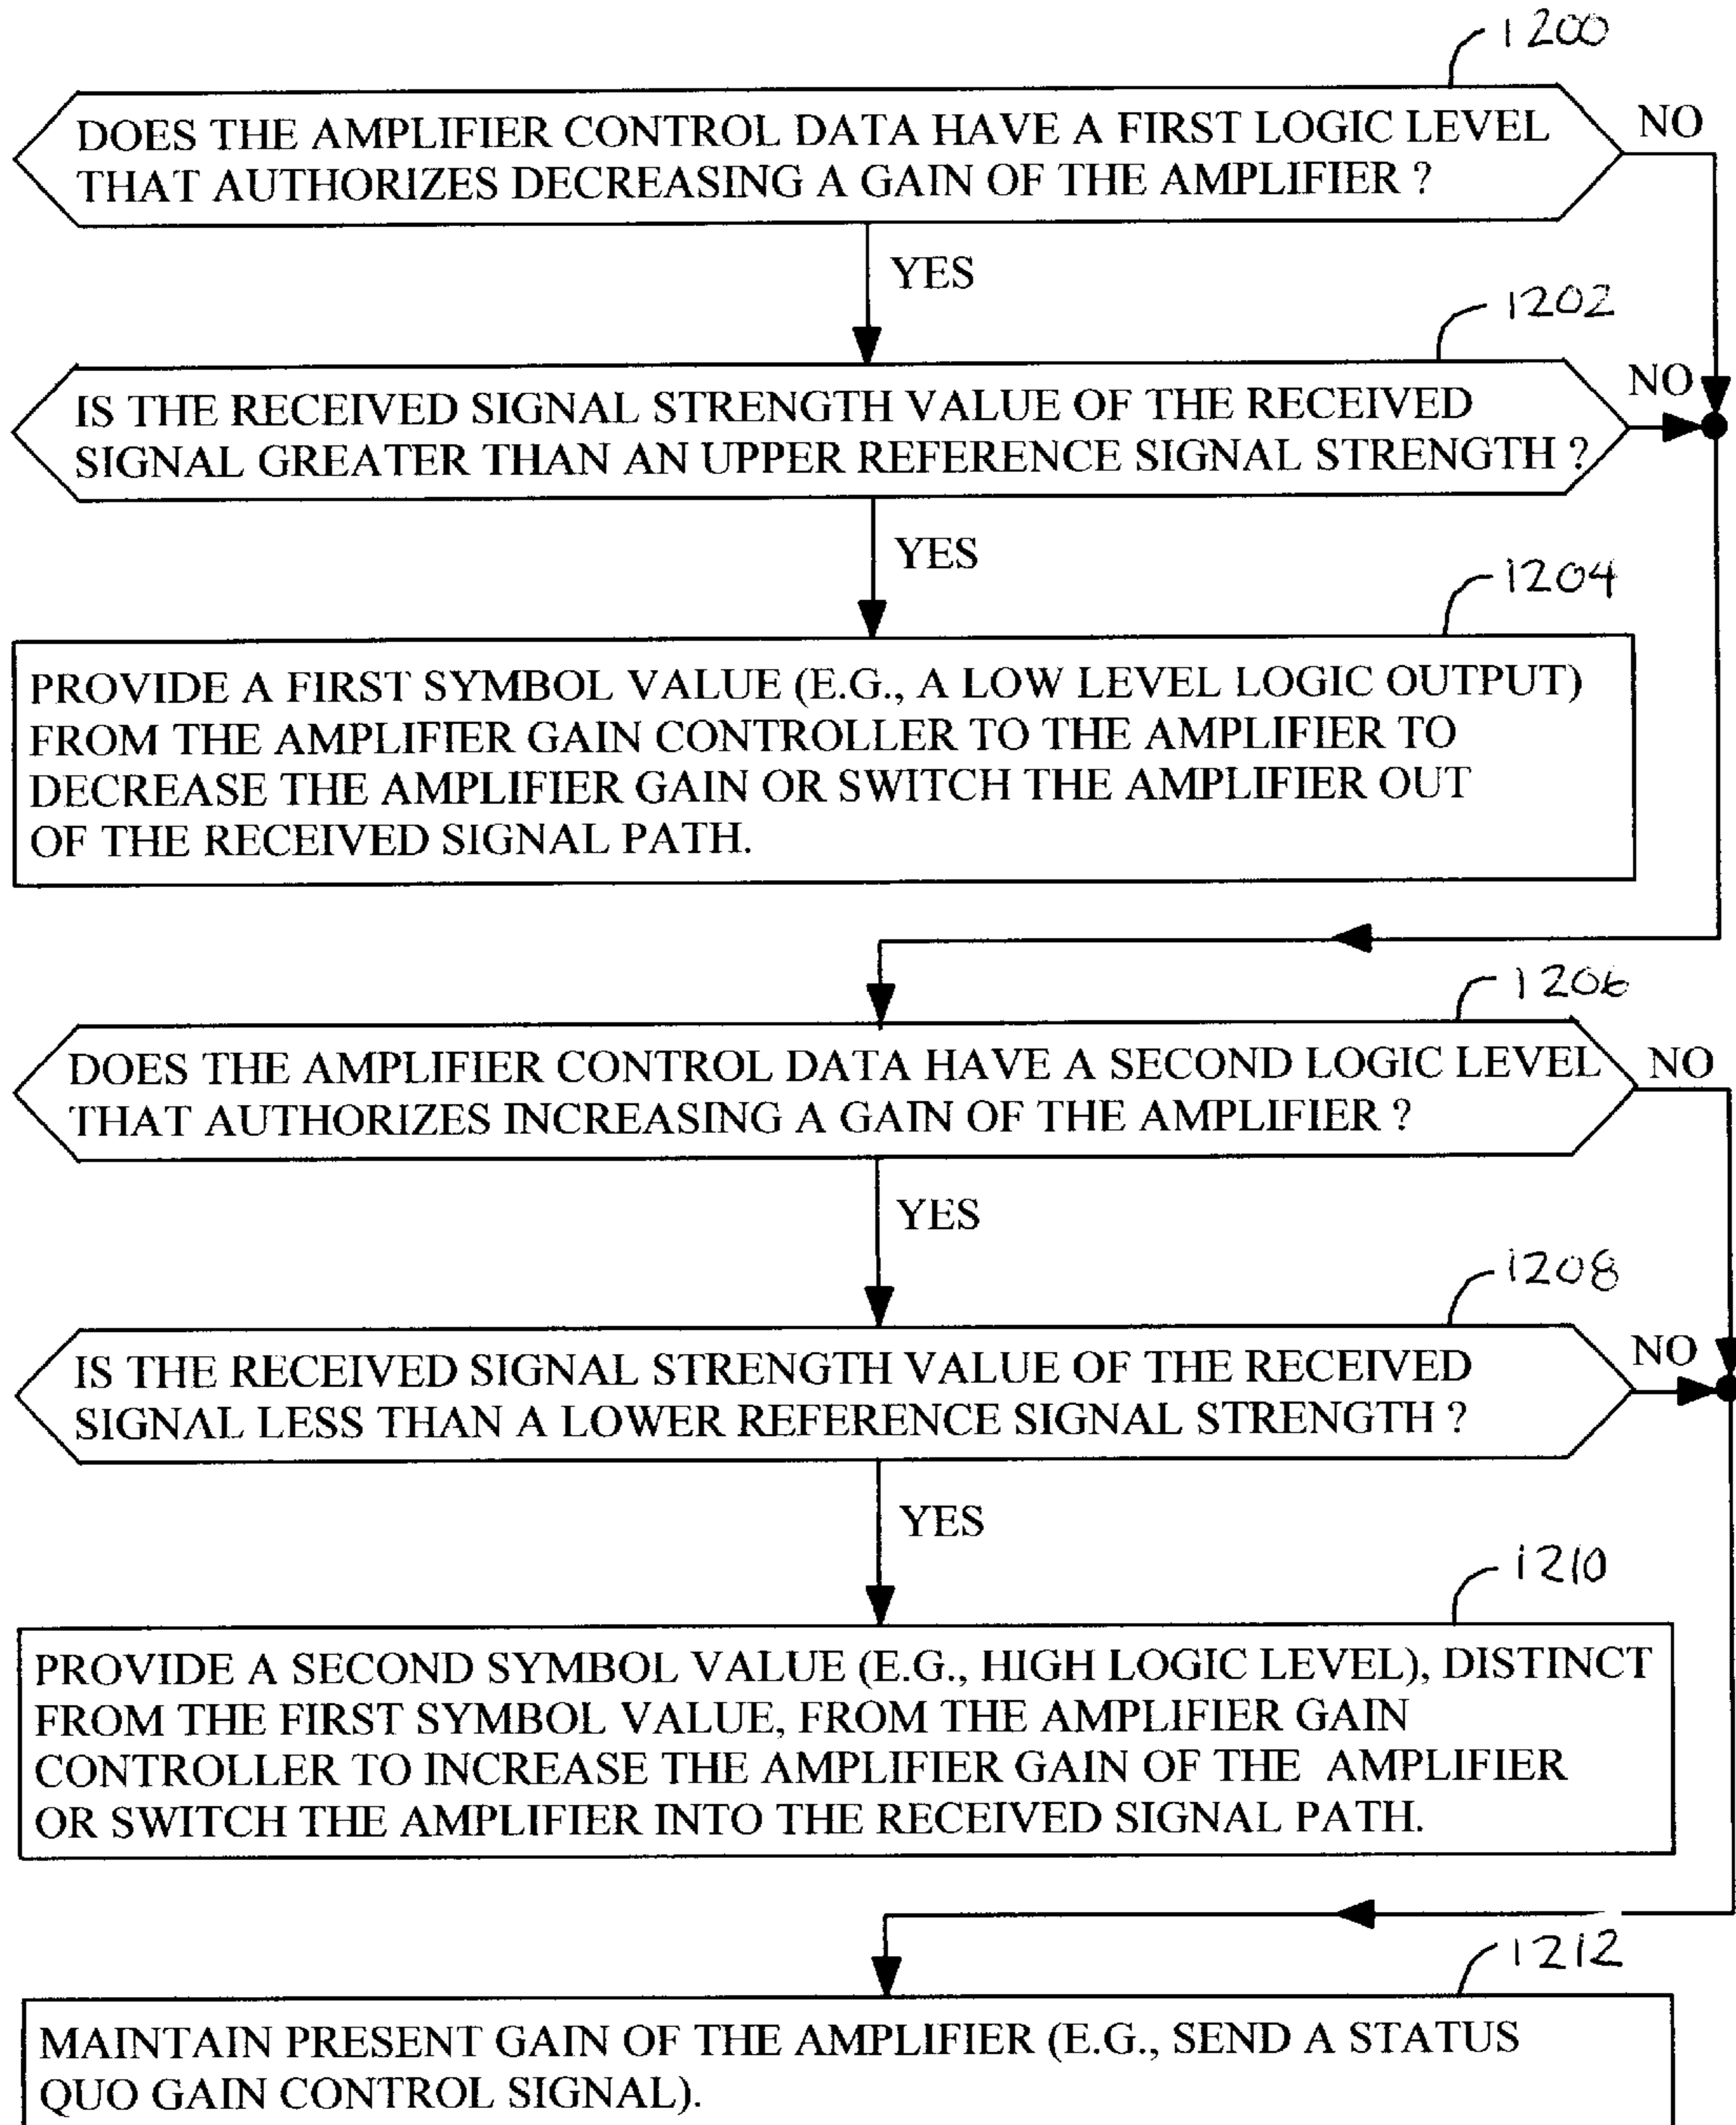 1200
DOES THE AMPLIFIER CONTROL DATA HAVE A FIRST LOGIC LEVEL
THAT AUTHORIZES DECREASING A GAIN OF THE AMPLIFIER ?
NO
YES
1202
IS THE RECEIVED SIGNAL STRENGTH VALUE OF THE RECEIVED
SIGNAL GREATER THAN AN UPPER REFERENCE SIGNAL STRENGTH ?
NO
YES
1204
PROVIDE A FIRST SYMBOL VALUE (E.G., A LOW LEVEL LOGIC OUTPUT)
FROM THE AMPLIFIER GAIN CONTROLLER TO THE AMPLIFIER TO
DECREASE THE AMPLIFIER GAIN OR SWITCH THE AMPLIFIER OUT
OF THE RECEIVED SIGNAL PATH.
1206
DOES THE AMPLIFIER CONTROL DATA HAVE A SECOND LOGIC LEVEL
THAT AUTHORIZES INCREASING A GAIN OF THE AMPLIFIER ?
NO
YES
1208
IS THE RECEIVED SIGNAL STRENGTH VALUE OF THE RECEIVED
SIGNAL LESS THAN A LOWER REFERENCE SIGNAL STRENGTH ?
NO
YES
1210
PROVIDE A SECOND SYMBOL VALUE (E.G., HIGH LOGIC LEVEL), DISTINCT
FROM THE FIRST SYMBOL VALUE, FROM THE AMPLIFIER GAIN
CONTROLLER TO INCREASE THE AMPLIFIER GAIN OF THE AMPLIFIER
OR SWITCH THE AMPLIFIER INTO THE RECEIVED SIGNAL PATH.
1212
MAINTAIN PRESENT GAIN OF THE AMPLIFIER (E.G., SEND A STATUS
QUO GAIN CONTROL SIGNAL).